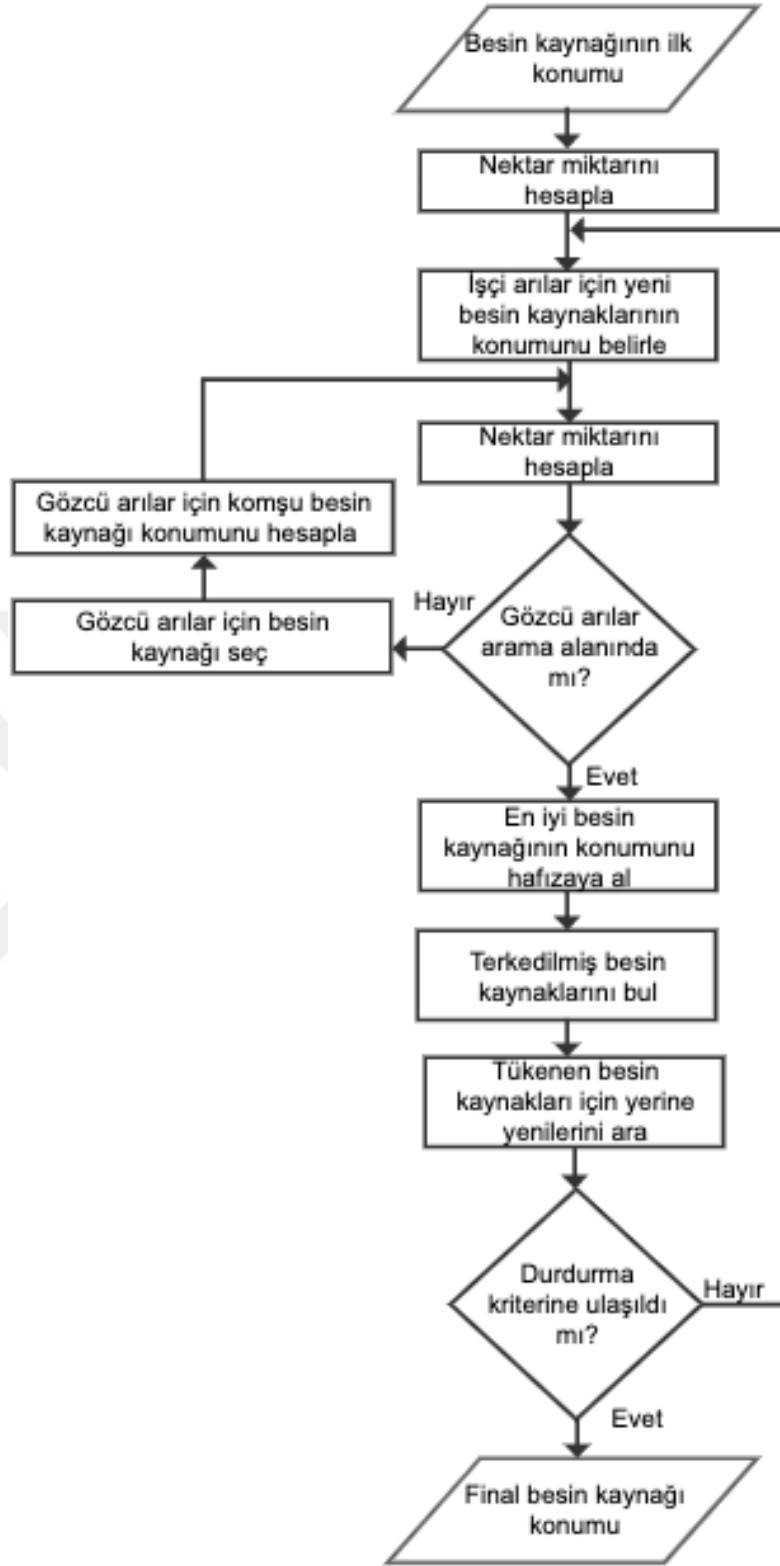 Besin kaynağının ilk
konumu
Nektar miktarını
hesapla
İşçi arılar için yeni
besin kaynaklarının
konumunu belirle
Nektar miktarını
hesapla
Gözcü arılar için komşu besin
kaynağı konumunu hesapla
Gözcü arılar için besin
kaynağı seç
Hayır
Gözcü arılar
arama alanında
mı?
Evet
En iyi besin
kaynağının konumunu
hafızaya al
Terkedilmiş besin
kaynaklarını bul
Tükenen besin
kaynakları için yerine
yenilerini ara
Durdurma
kriterine ulaşıldı
mı?
Hayır
Evet
Final besin kaynağı
konumu